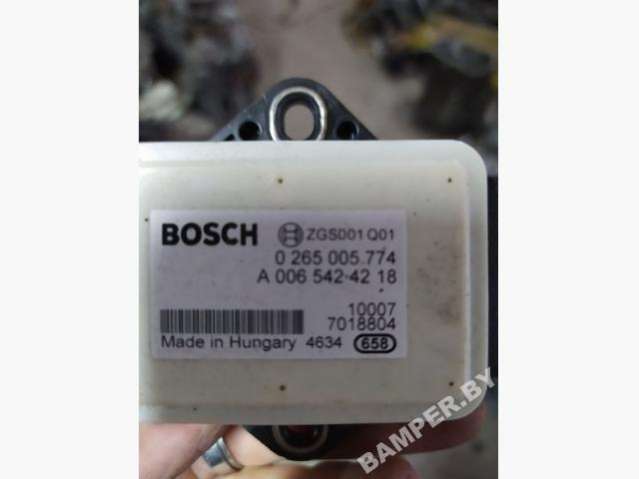 BOSCH ZGS001 Q01
0 265 005 774
A 006 542 42 18
10007
7018804
Made in Hungary 4634 658
BAMPER.BY